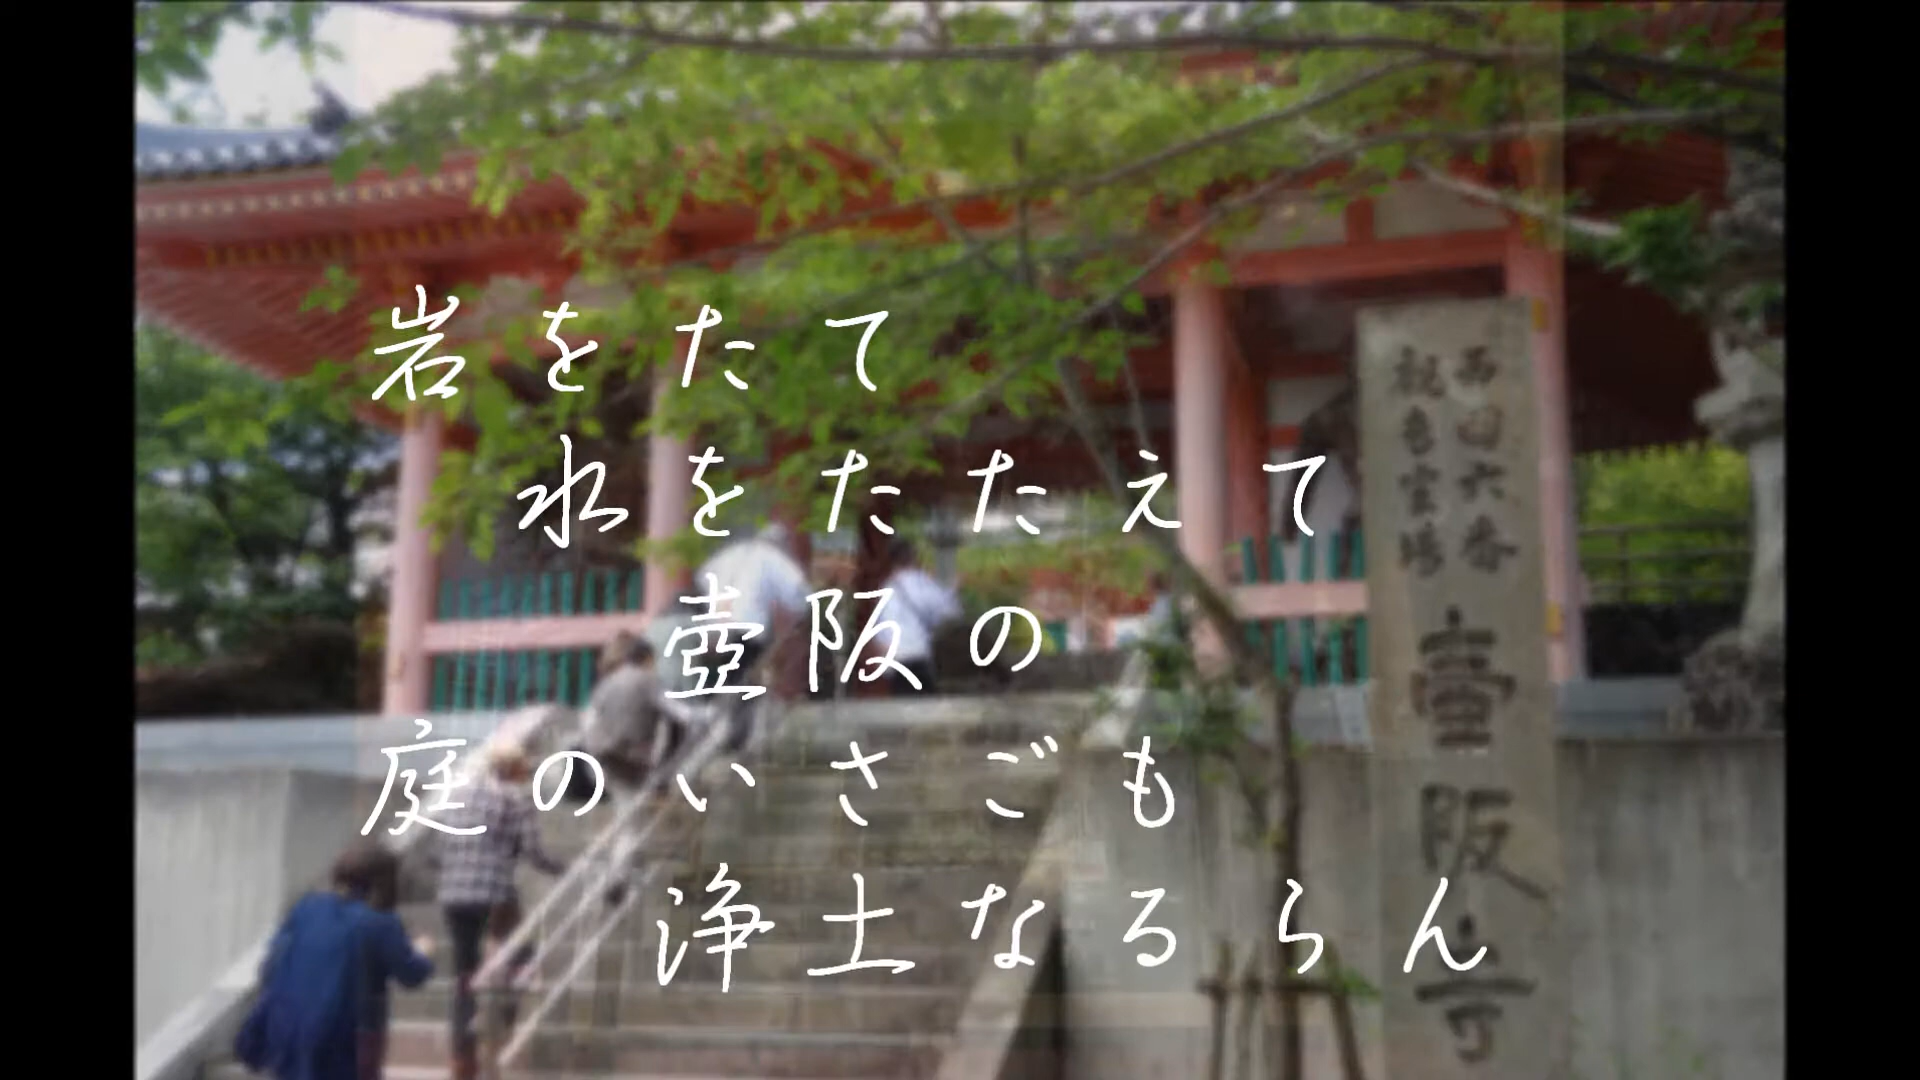 岩をたて
水をたたえて
壺阪の
庭のいさごも
浄土なるらん
西国六番
観音霊場
壷阪寺